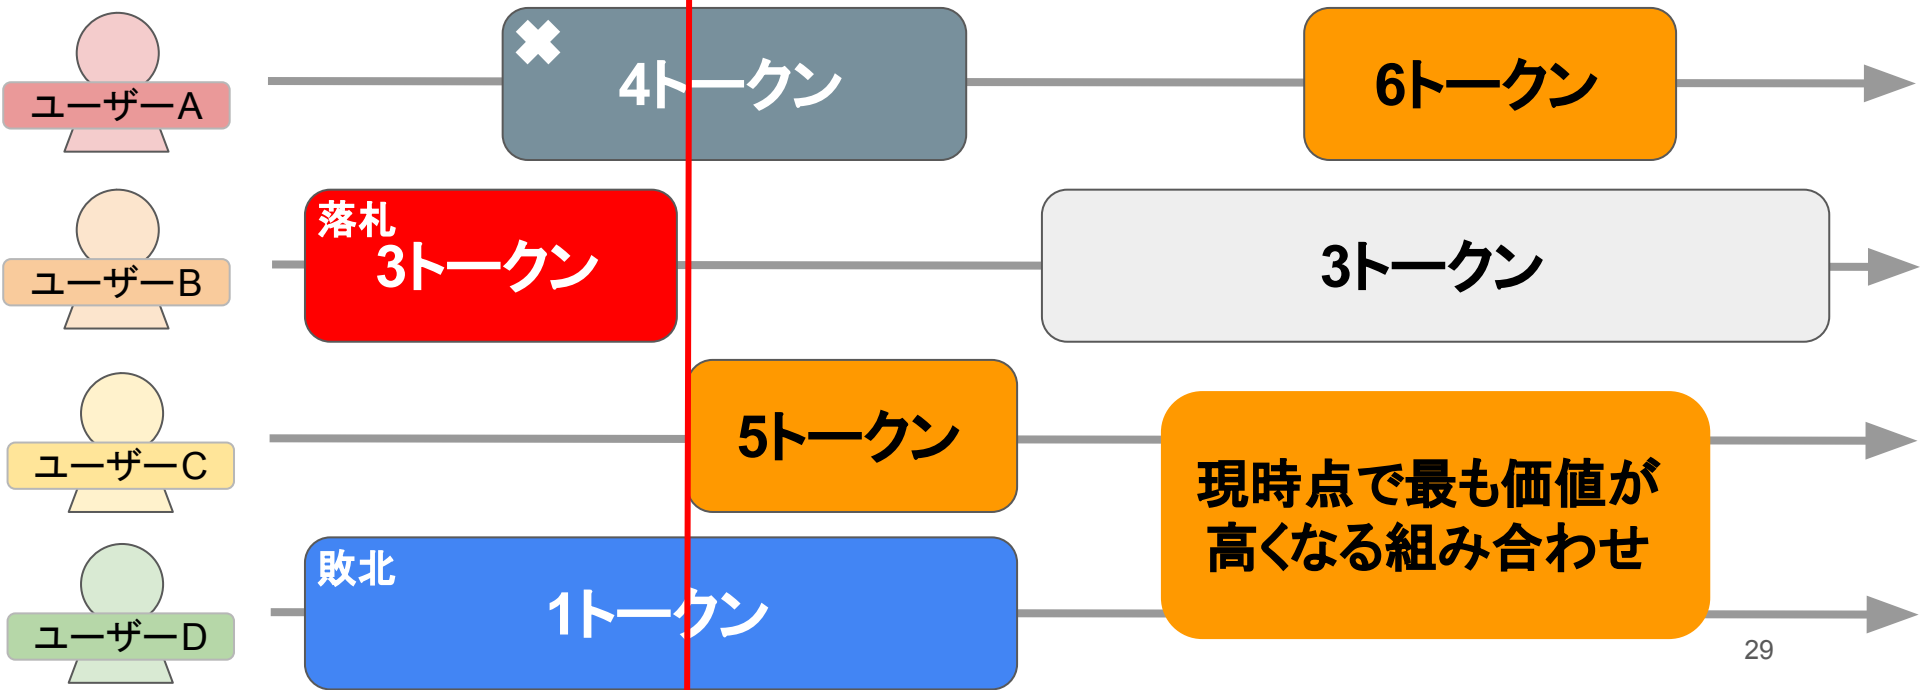 ユーザーA
✖
4トークン
6トークン
ユーザーB
落札
3トークン
3トークン
ユーザーC
5トークン
現時点で最も価値が
高くなる組み合わせ
ユーザーD
敗北
1トークン
29